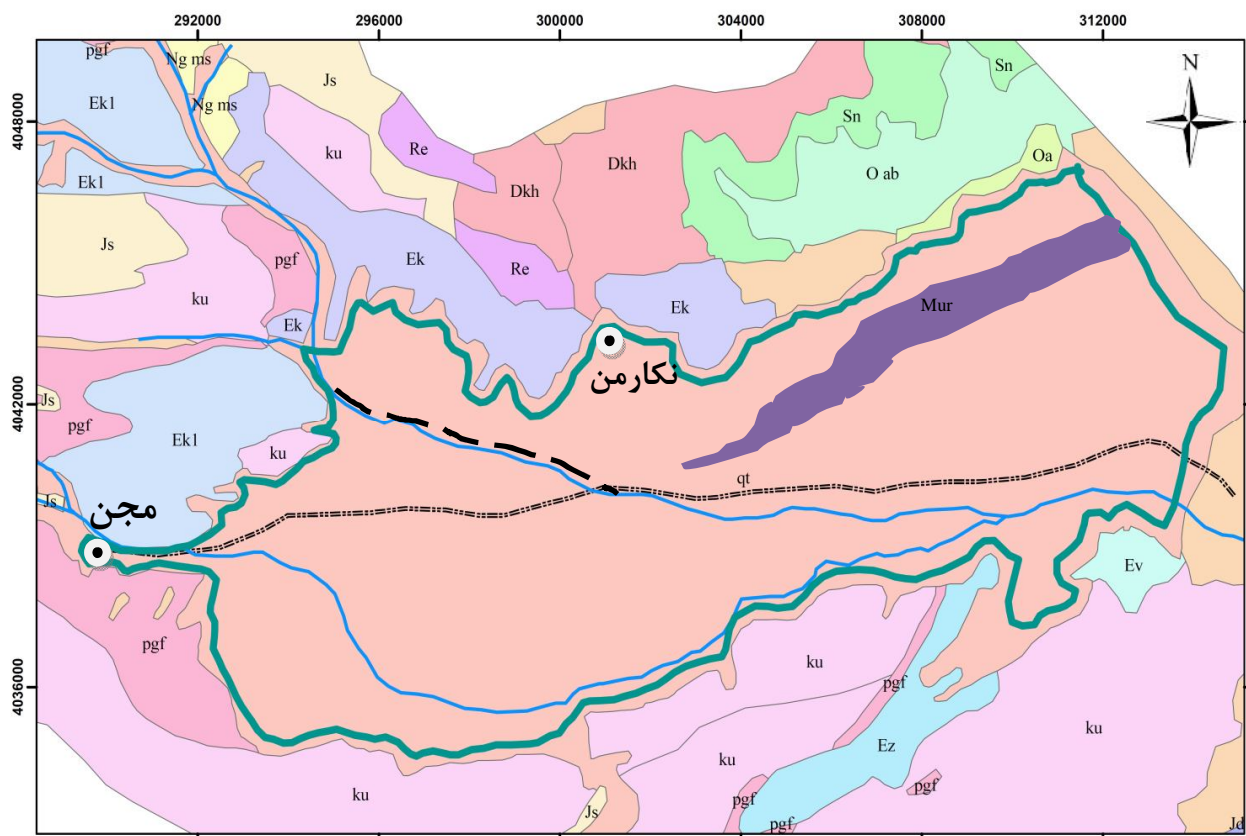 292000 296000 300000 304000 308000 312000
4048000
4042000
4036000
N
pgf
Ng ms
Ek1
Ng ms
Js
ku
Re
Dkh
Dkh
Sn
Sn
O ab
Oa
Ek1
Js
pgf
ku
Ek
Ek
Re
Ek
Mur
نکارمن
Js
pgf
Ek1
ku
Js
مجن
qt
Ev
pgf
ku
pgf
ku
Ez
ku
pgf
pgf
pgf
ku
Js
Jd